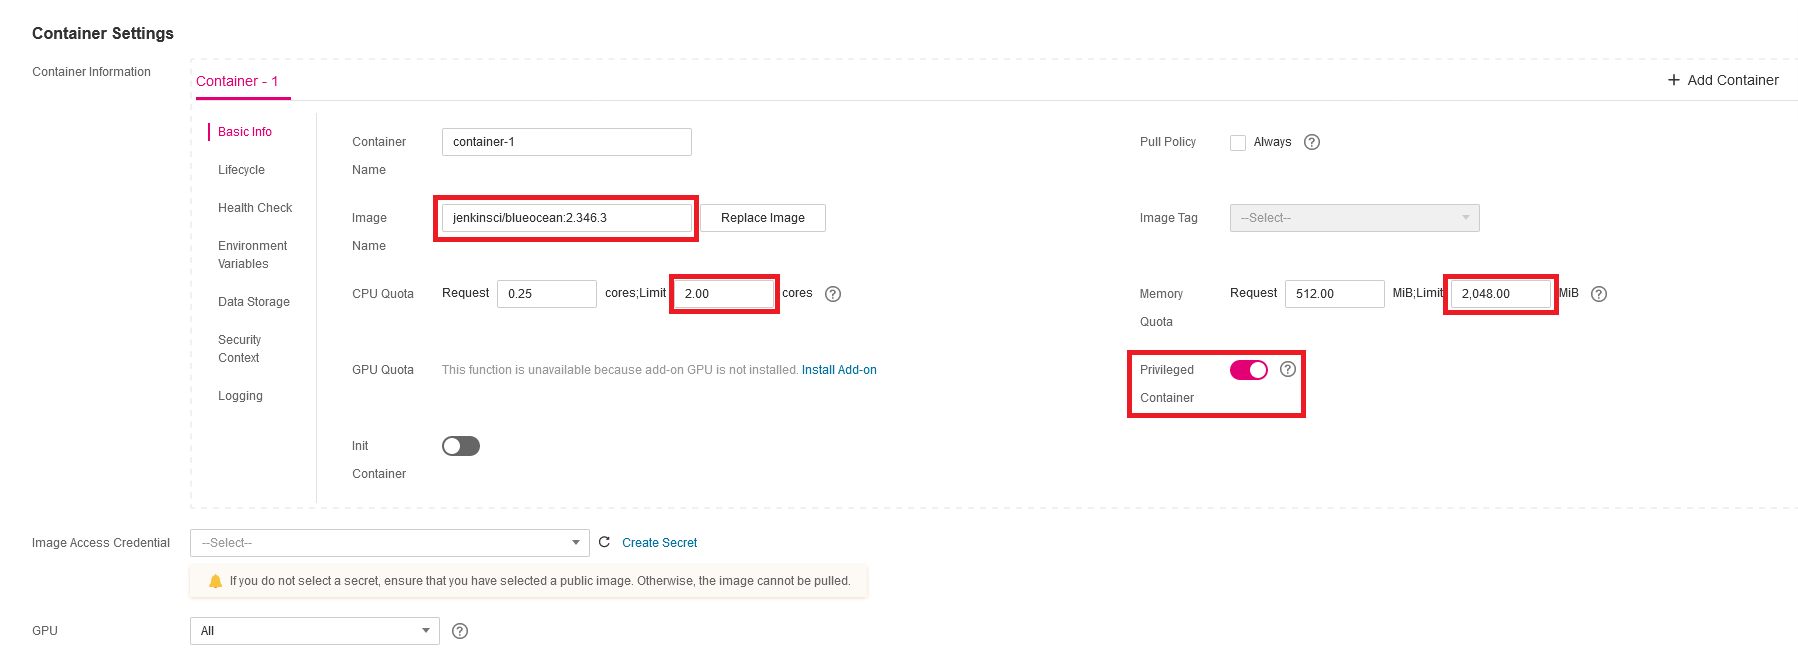 Container Settings
Container Information
Container - 1
+ Add Container
Basic Info
Lifecycle
Health Check
Environment
Variables
Data Storage
Security
Context
Logging
Container
Name
container-1
Pull Policy
Always
?
Image
Name
jenkinsci/blueocean:2.346.3
Replace Image
Image Tag
--Select--
CPU Quota
Request 0.25 cores;Limit 2.00 cores ?
Memory
Quota
Request 512.00 MiB;Limit 2,048.00 MiB ?
GPU Quota
This function is unavailable because add-on GPU is not installed. Install Add-on
Privileged
Container
?
Init
Container
Image Access Credential
--Select--
Create Secret
If you do not select a secret, ensure that you have selected a public image. Otherwise, the image cannot be pulled.
GPU
All
?